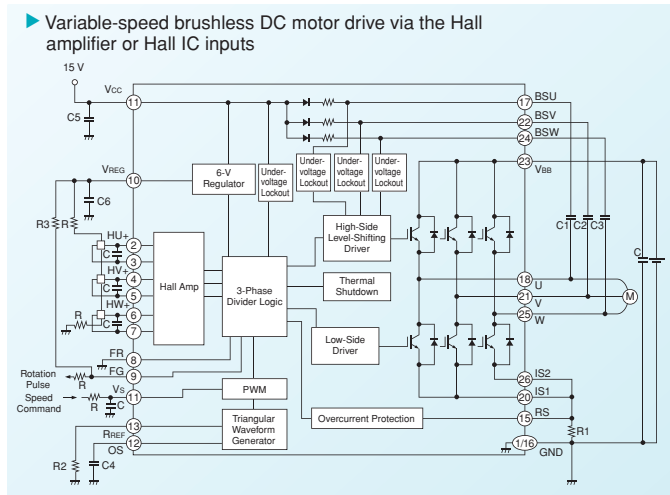 Variable-speed brushless DC motor drive via the Hall
amplifier or Hall IC inputs
15 V
VCC
11
C5
17 BSU
22 BSV
24 BSW
23
VBB
VREG
10
C6
6-V
Regulator
Under-
voltage
Lockout
Under-
voltage
Lockout
Under-
voltage
Lockout
Under-
voltage
Lockout
R3
R
HU+
2
C
3
HV+
4
C
5
HW+
6
C
7
R
Hall Amp
3-Phase
Divider Logic
High-Side
Level-Shifting
Driver
Thermal
Shutdown
Low-Side
Driver
C1
C2
C3
C
18
U
21
V
25
W
M
FR
8
FG
9
Rotation
Pulse
R
Speed
Command
R
C
VS
11
PWM
26 IS2
20 IS1
15 RS
R1
Overcurrent Protection
13
RREF
12
OS
Triangular
Waveform
Generator
R2
C4
1/16
GND